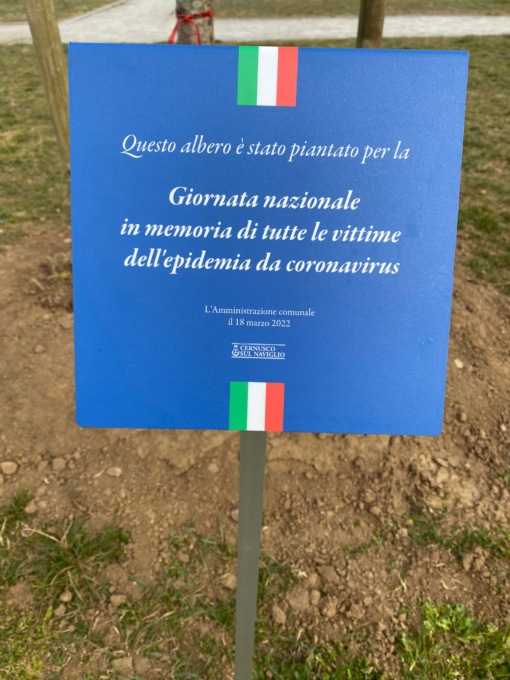 Questo albero è stato piantato per la
Giornata nazionale
in memoria di tutte le vittime
dell'epidemia da coronavirus
L'Amministrazione comunale
il 18 marzo 2022
CERNUSCO
SUL NAVIGLIO